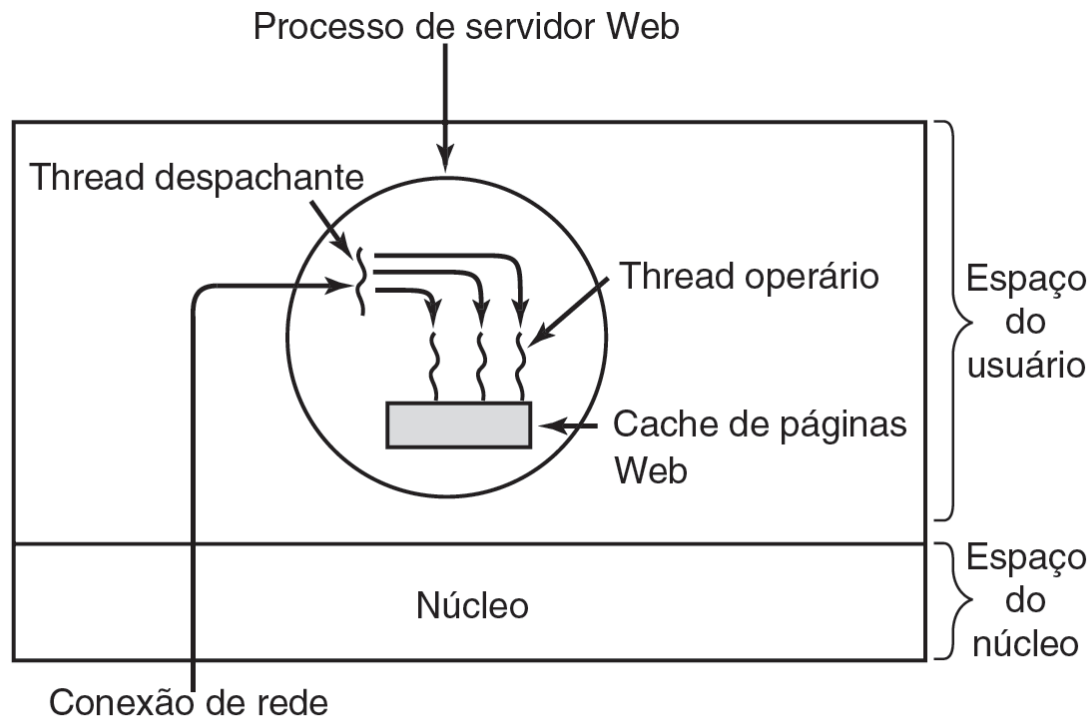 Processo de servidor Web
Thread despachante
Thread operário
Espaço
do
usuário
Cache de páginas
Web
Núcleo
Espaço
do
núcleo
Conexão de rede